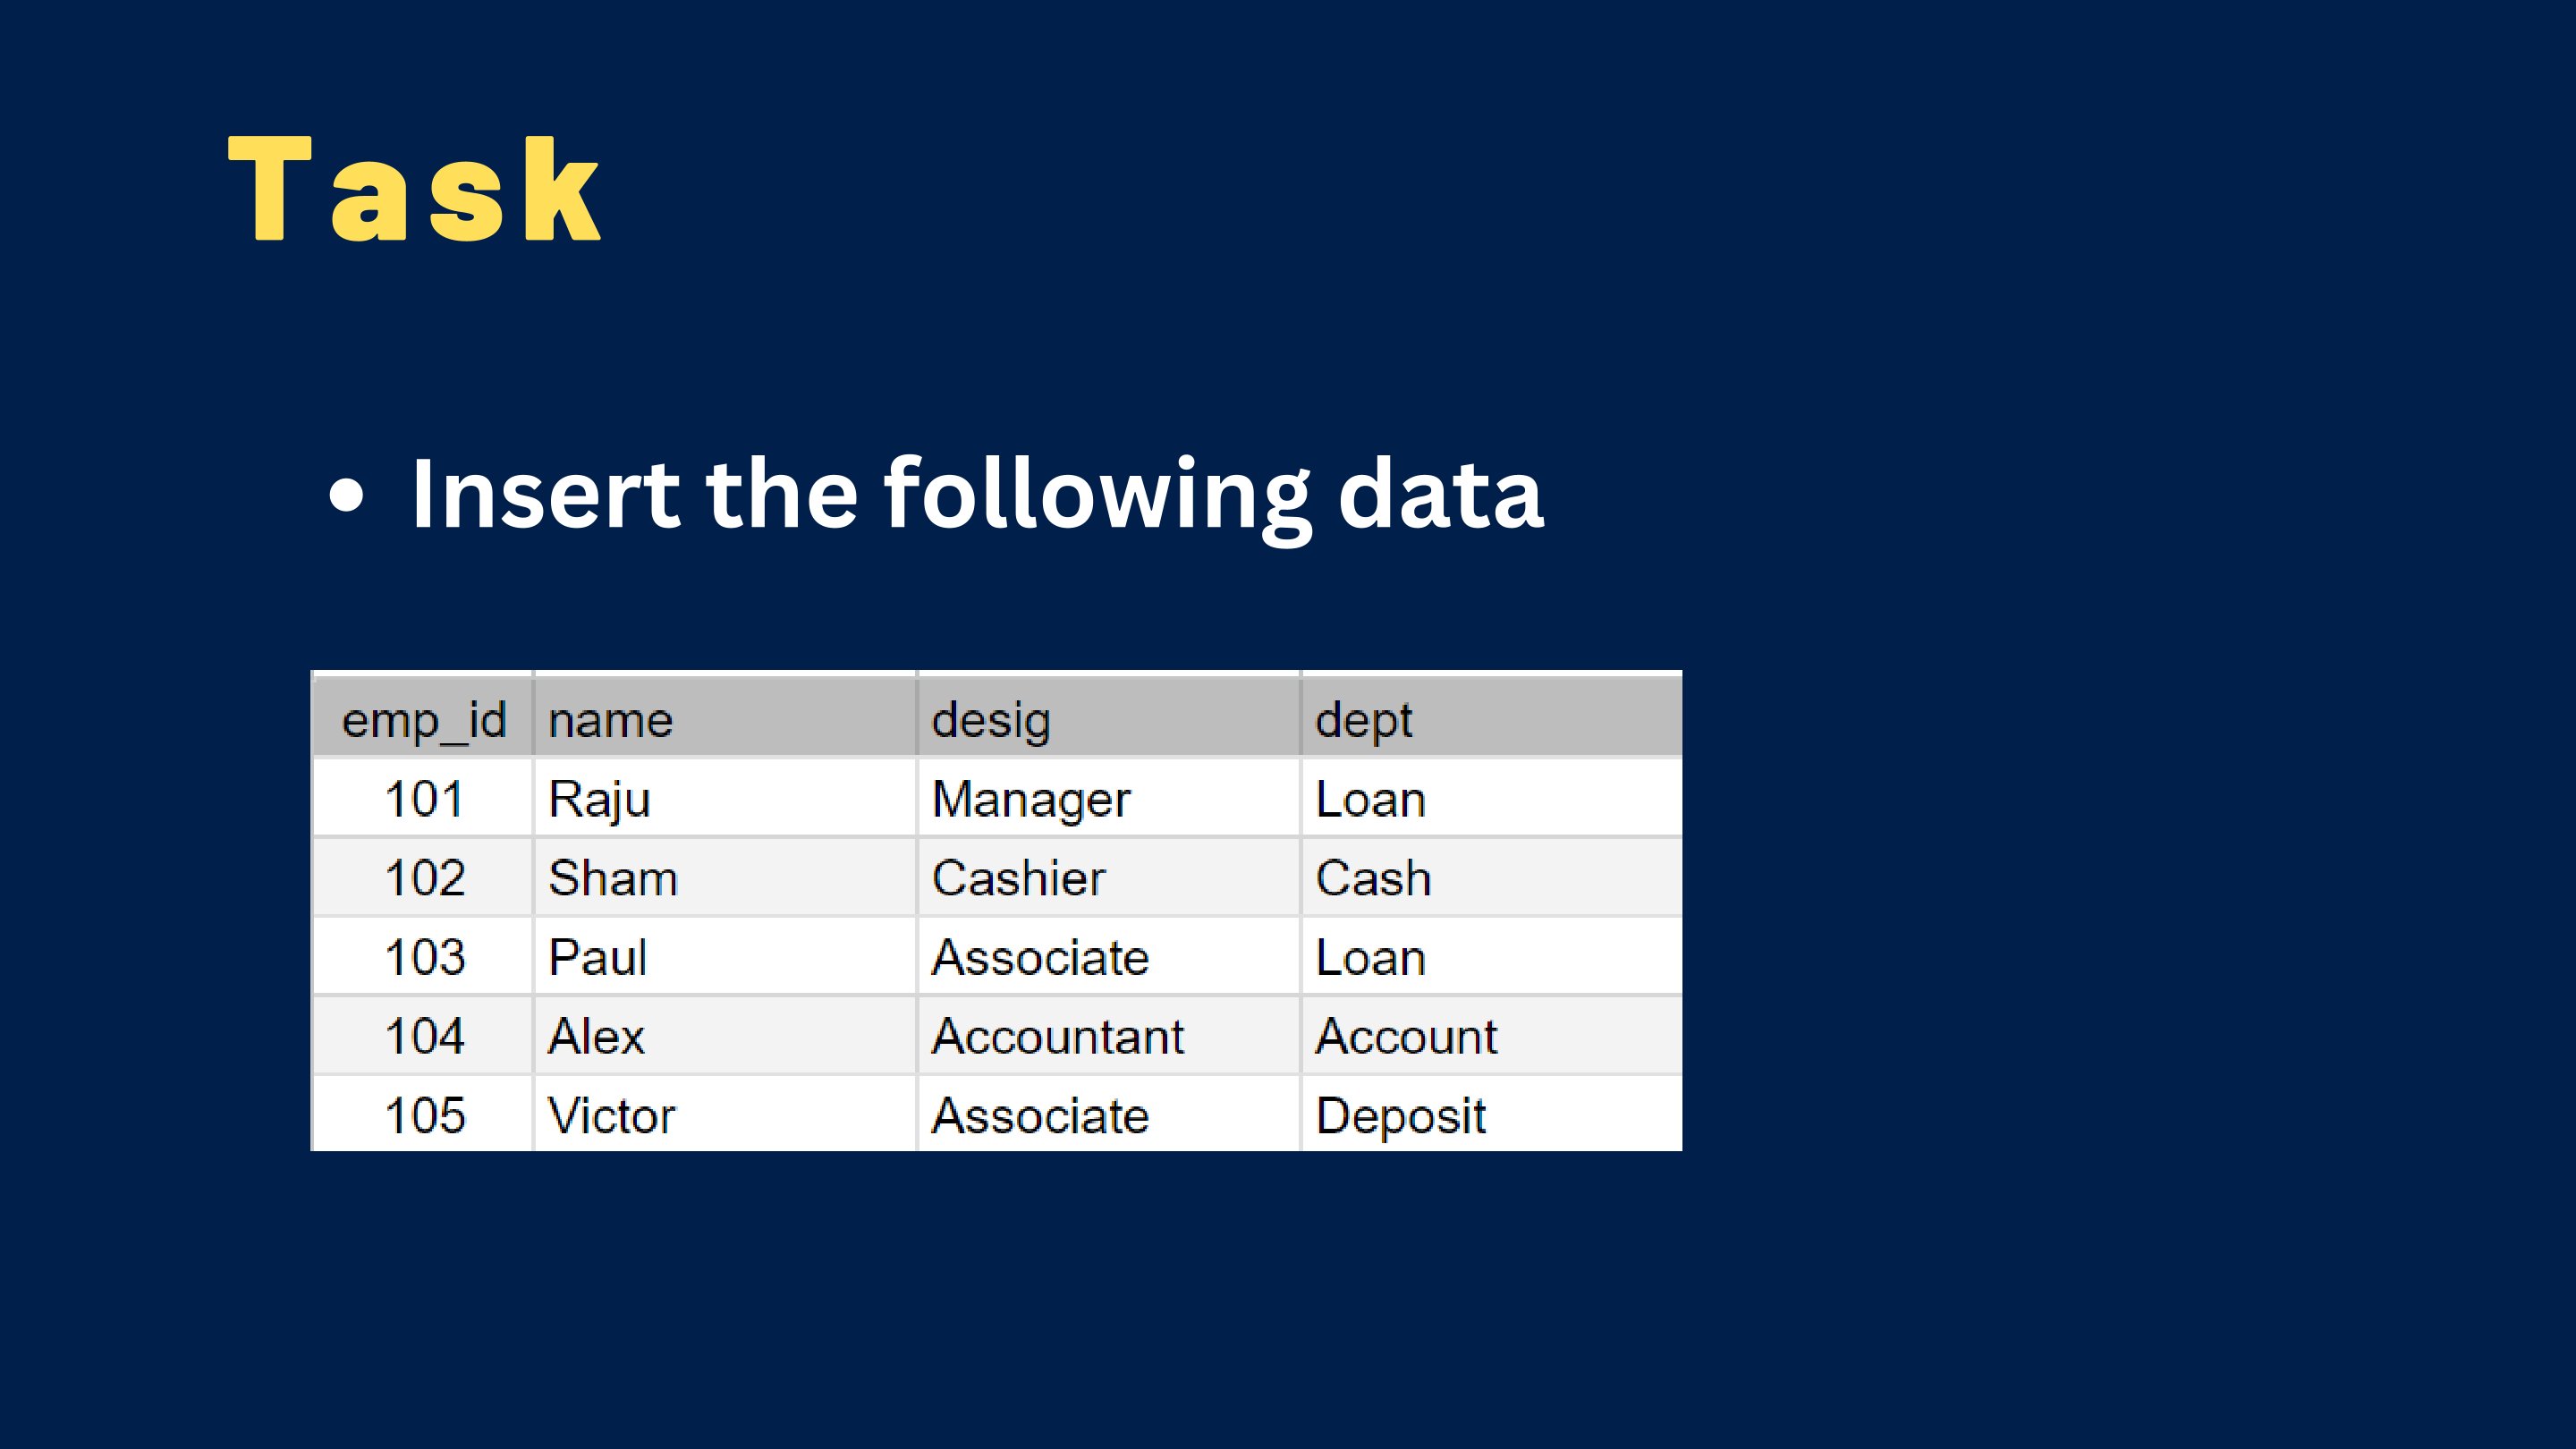 Task
• Insert the following data
emp_id name desig dept
101 Raju Manager Loan
102 Sham Cashier Cash
103 Paul Associate Loan
104 Alex Accountant Account
105 Victor Associate Deposit